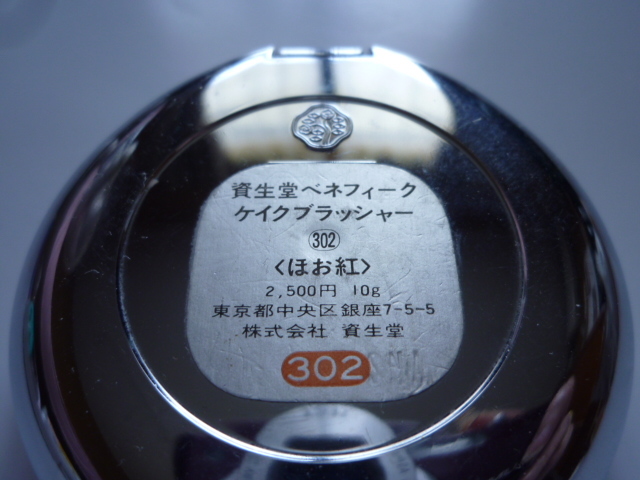 資生堂ベネフィーク
ケイクブラッシャー
302
〈ほお紅〉
2,500円 10g
東京都中央区銀座7-5-5
株式会社 資生堂
302